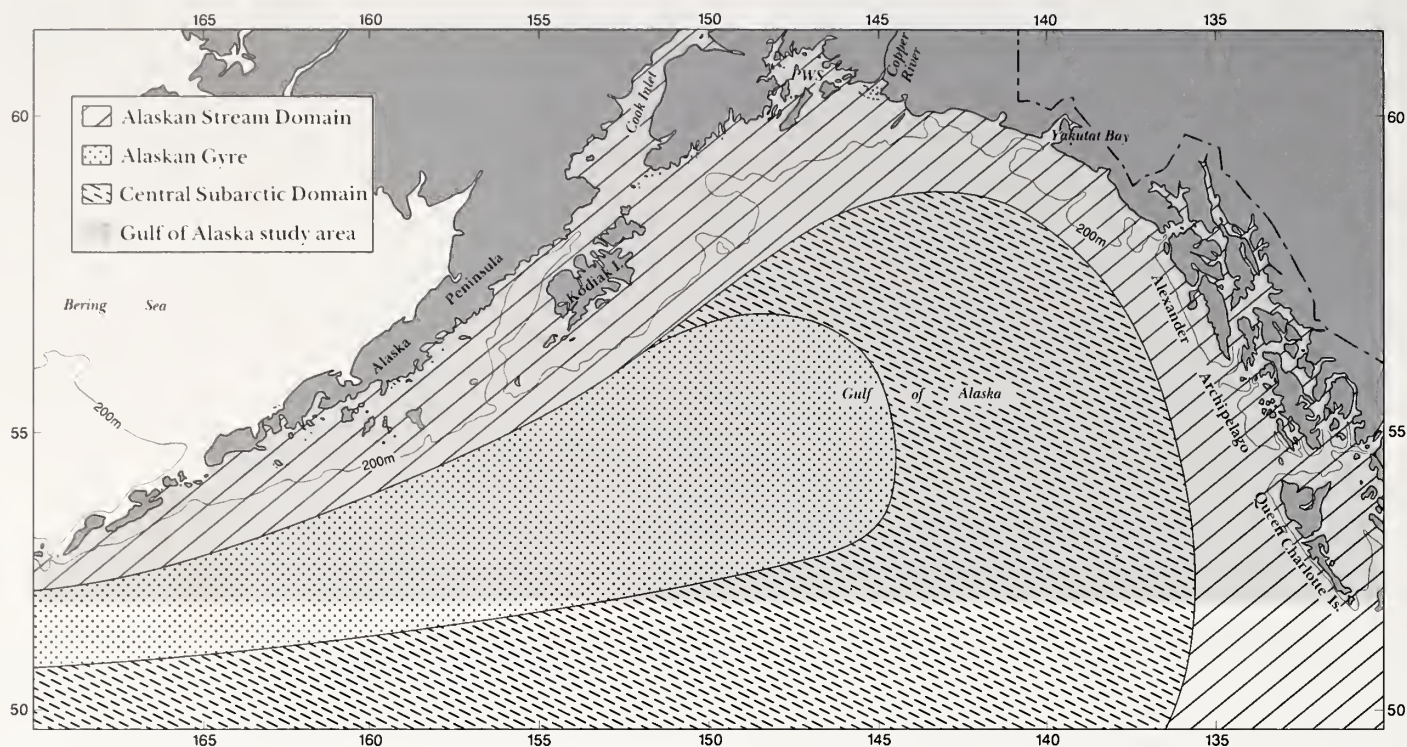 165 160 155 150 145 140 135
60 60
Alaskan Stream Domain
Alaskan Gyre
Central Subarctic Domain
Gulf of Alaska study area
Cook Inlet
PWS
Copper
River
Yakutat Bay
200m
Bering Sea
Peninsula
Kodiak I.
Alaska
Alexander
Archipelago
Gulf of Alaska
200m
55 55
200m
Queen Charlotte Is.
50 50
165 160 155 150 145 140 135